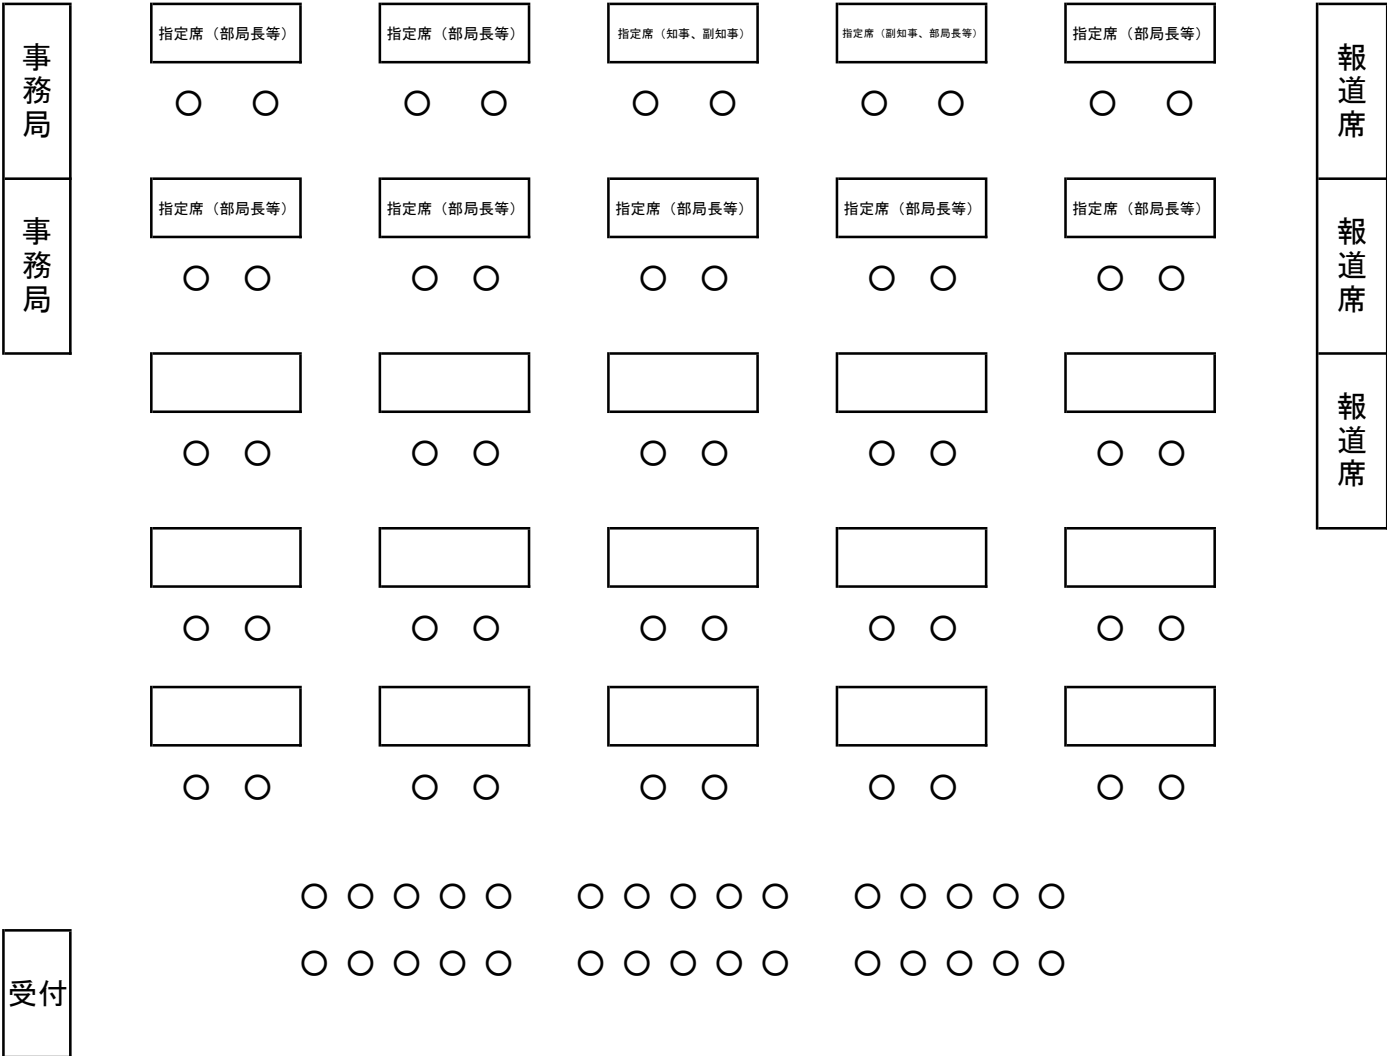 事務局
指定席（部局長等）
指定席（部局長等）
指定席（知事、副知事）
指定席（副知事、部局長等）
指定席（部局長等）
報道席
事務局
指定席（部局長等）
指定席（部局長等）
指定席（部局長等）
指定席（部局長等）
指定席（部局長等）
報道席
報道席
受付